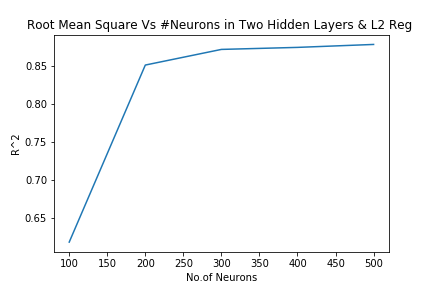 Root Mean Square Vs #Neurons in Two Hidden Layers & L2 Reg
0.85
0.80
0.75
0.70
0.65
R^2
100 150 200 250 300 350 400 450 500
No.of Neurons